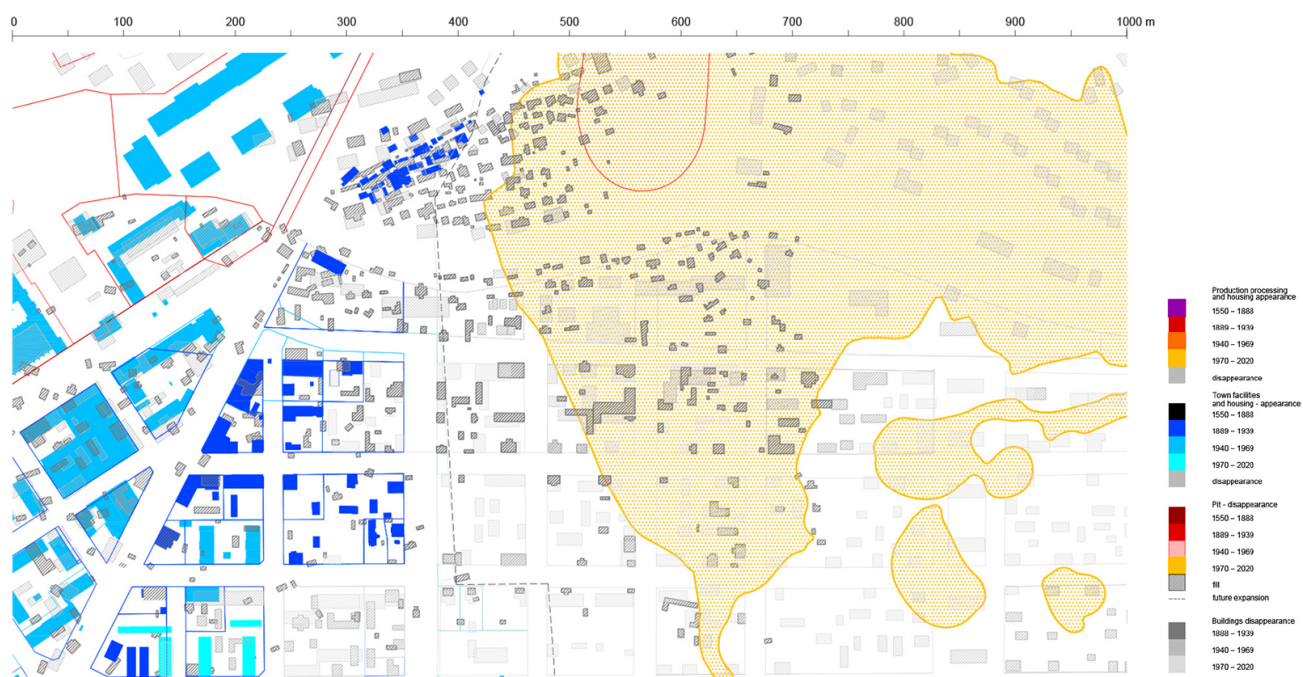 0 100 200 300 400 500 600 700 800 900 1000 m
Production processing
and housing appearance
1550 – 1888
1889 – 1939
1940 – 1969
1970 – 2020
disappearance
Town facilities
and housing - appearance
1550 – 1888
1889 – 1939
1940 – 1969
1970 – 2020
disappearance
Pit - disappearance
1550 – 1888
1889 – 1939
1940 – 1969
1970 – 2020
fill
future expansion
Buildings disappearance
1888 – 1939
1940 – 1969
1970 – 2020